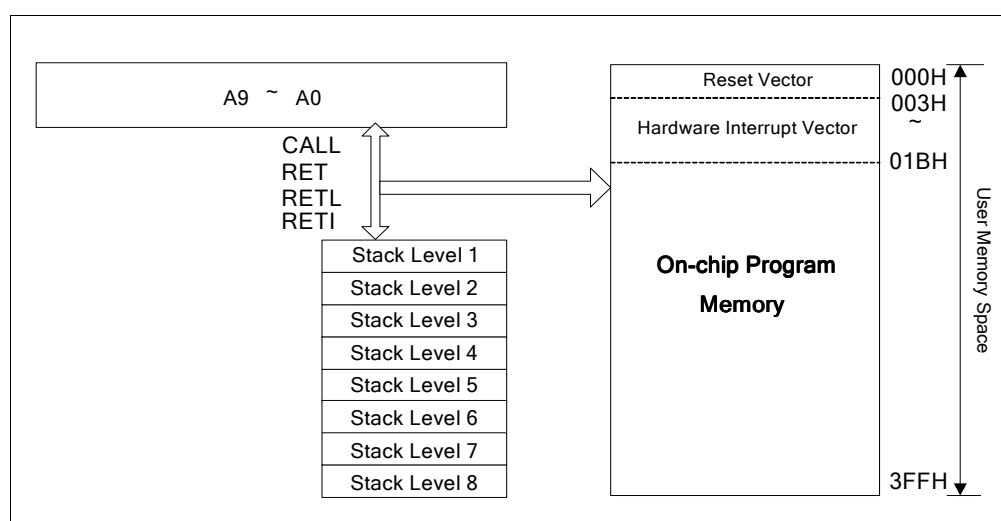 A9 ~ A0
CALL
RET
RETL
RETI
Stack Level 1
Stack Level 2
Stack Level 3
Stack Level 4
Stack Level 5
Stack Level 6
Stack Level 7
Stack Level 8
Reset Vector
Hardware Interrupt Vector
On-chip Program
Memory
000H
003H
~
01BH
3FFH
User Memory Space